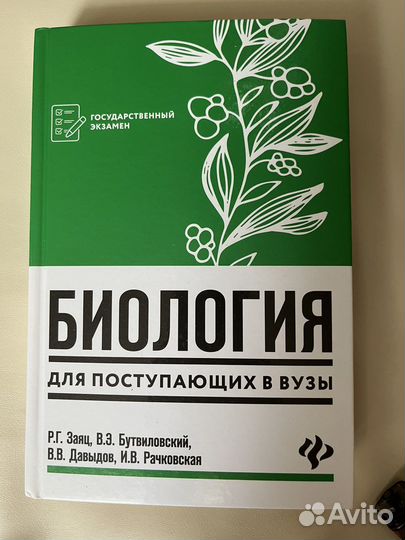 ГОСУДАРСТВЕННЫЙ
ЭКЗАМЕН
БИОЛОГИЯ
ДЛЯ ПОСТУПАЮЩИХ В ВУЗЫ
Р.Г. Заяц, В.Э. Бутвиловский,
В.В. Давыдов, И.В. Рачковская
Avito